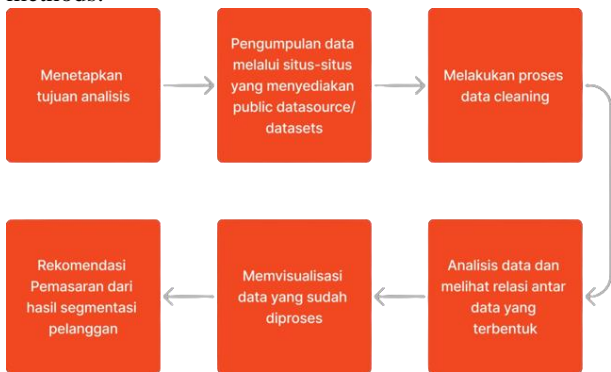 Menetapkan
tujuan analisis
Pengumpulan data
melalui situs-situs
yang menyediakan
public datasource/
datasets
Melakukan proses
data cleaning
Analisis data dan
melihat relasi antar
data yang
terbentuk
Memvisualisasi
data yang sudah
diproses
Rekomendasi
Pemasaran dari
hasil segmentasi
pelanggan